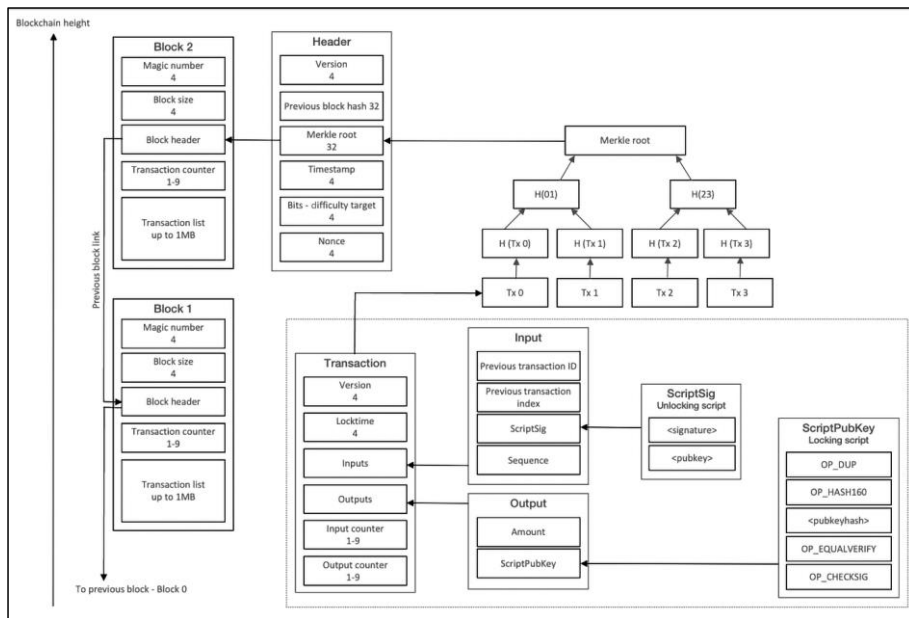 Blockchain height
Block 2
Magic number
4
Block size
4
Block header
Transaction counter
1-9
Transaction list
up to 1MB
Header
Version
4
Previous block hash 32
Merkle root
32
Timestamp
4
Bits - difficulty target
4
Nonce
4
Merkle root
H(01)
H(23)
H (Tx 0)
H (Tx 1)
H (Tx 2)
H (Tx 3)
Tx 0
Tx 1
Tx 2
Tx 3
Previous block link
Block 1
Magic number
4
Block size
4
Block header
Transaction counter
1-9
Transaction list
up to 1MB
To previous block - Block 0
Transaction
Version
4
Locktime
4
Inputs
Outputs
Input counter
1-9
Output counter
1-9
Input
Previous transaction ID
Previous transaction
index
ScriptSig
Sequence
Output
Amount
ScriptPubKey
ScriptSig
Unlocking script
<signature>
<pubkey>
ScriptPubKey
Locking script
OP_DUP
OP_HASH160
<pubkeyhash>
OP_EQUALVERIFY
OP_CHECKSIG